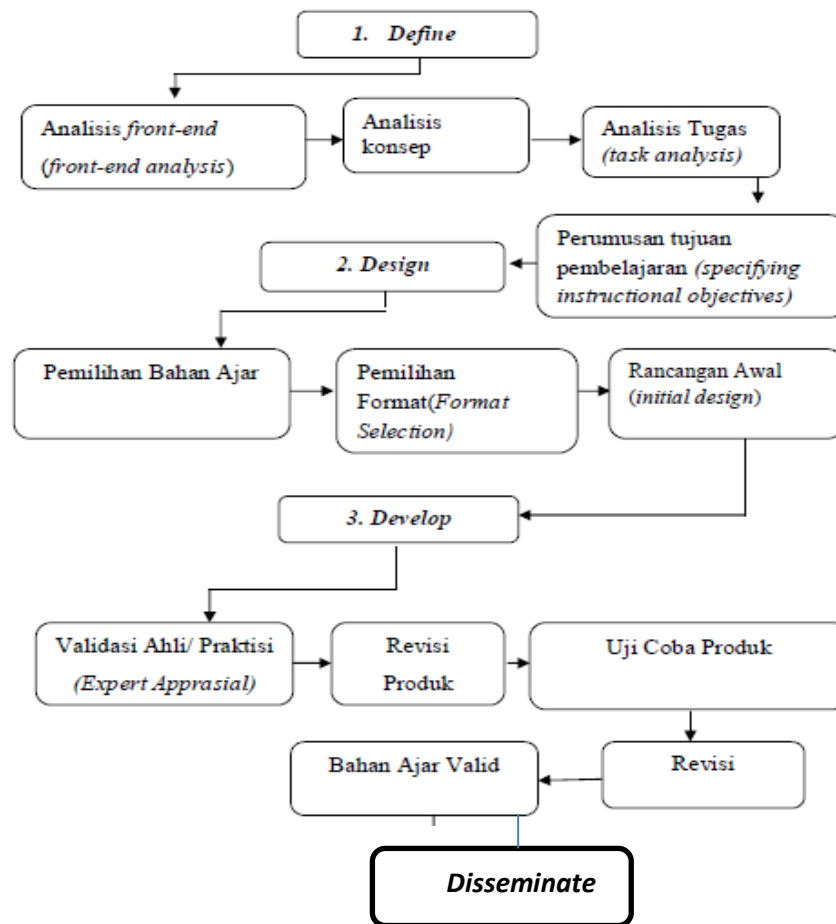 1. Define
Analisis front-end
(front-end analysis)
Analisis
konsep
Analisis Tugas
(task analysis)
Perumusan tujuan
pembelajaran (specifying
instructional objectives)
2. Design
Pemilihan Bahan Ajar
Pemilihan
Format(Format
Selection)
Rancangan Awal
(initial design)
3. Develop
Validasi Ahli/ Praktisi
(Expert Apprasial)
Revisi
Produk
Uji Coba Produk
Revisi
Bahan Ajar Valid
Disseminate